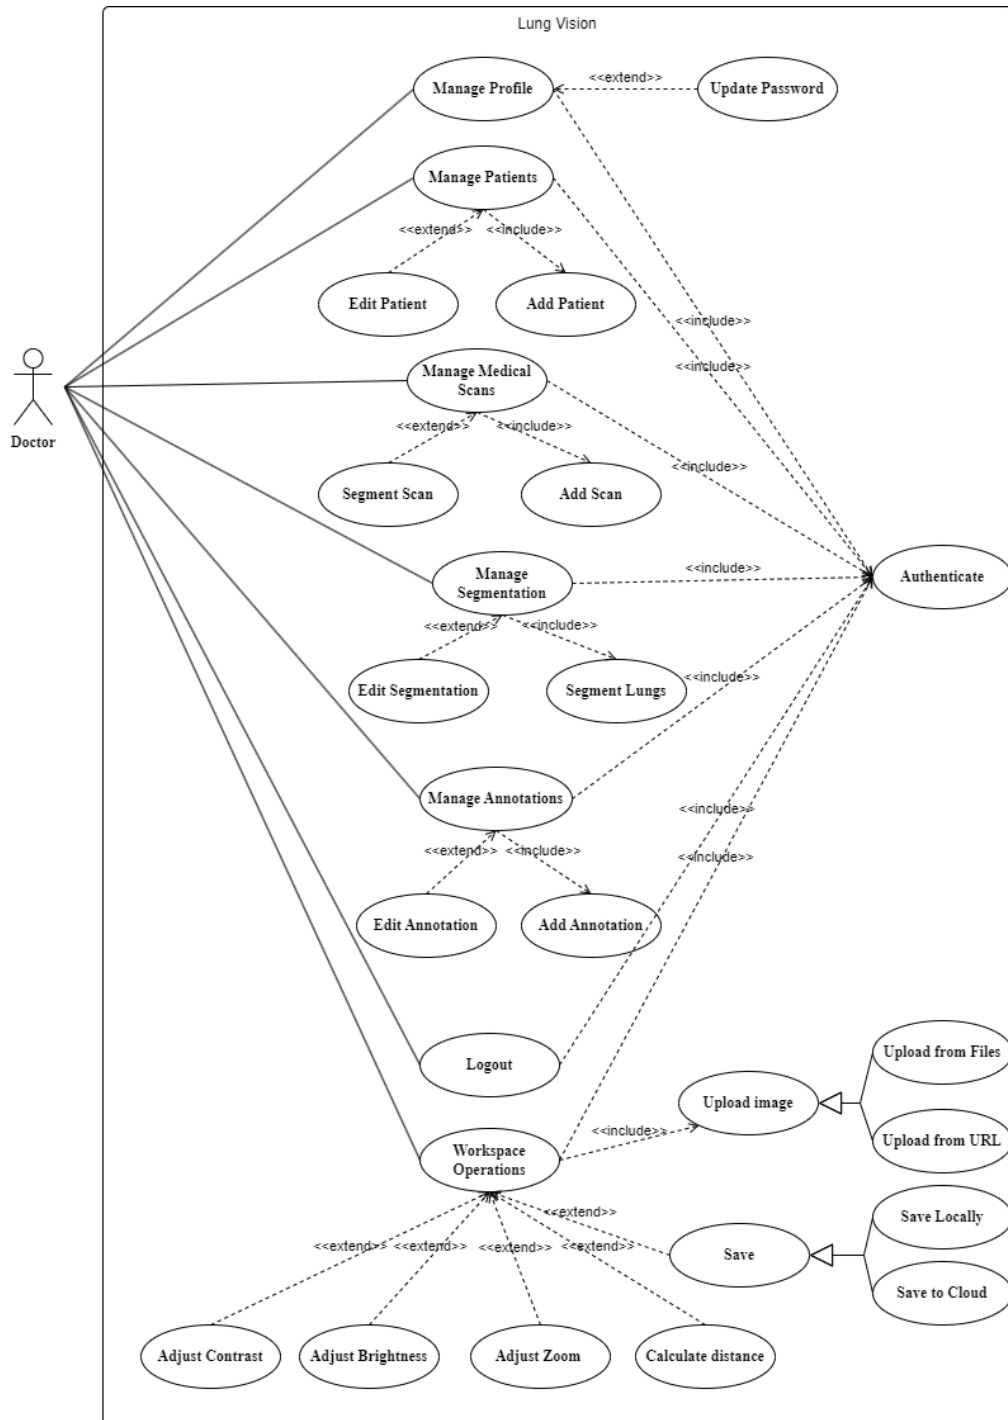 Lung Vision
Manage Profile
<<extend>>
Update Password
Manage Patients
<<extend>>
<<include>>
Edit Patient
Add Patient
<<include>>
<<include>>
Doctor
Manage Medical
Scans
<<extend>>
<<include>>
<<include>>
Segment Scan
Add Scan
Manage
Segmentation
<<include>>
Authenticate
<<extend>>
<<include>>
Edit Segmentation
Segment Lungs
<<include>>
Manage Annotations
<<include>>
<<extend>>
<<include>>
<<include>>
Edit Annotation
Add Annotation
Logout
Upload from Files
Upload image
<<include>>
Upload from URL
Workspace
Operations
<<extend>>
Save Locally
<<extend>>
<<extend>>
<<extend>>
<<extend>>
Save
Save to Cloud
Adjust Contrast
Adjust Brightness
Adjust Zoom
Calculate distance